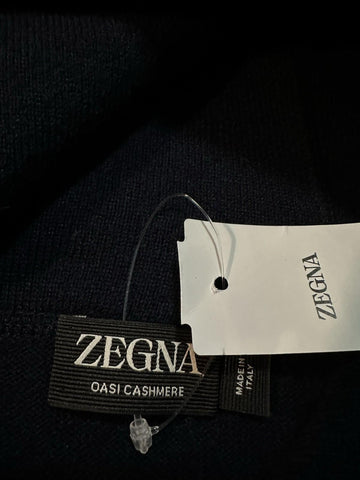 ZEGNA
ZEGNA
OASI CASHMERE
MADE IN
ITALY